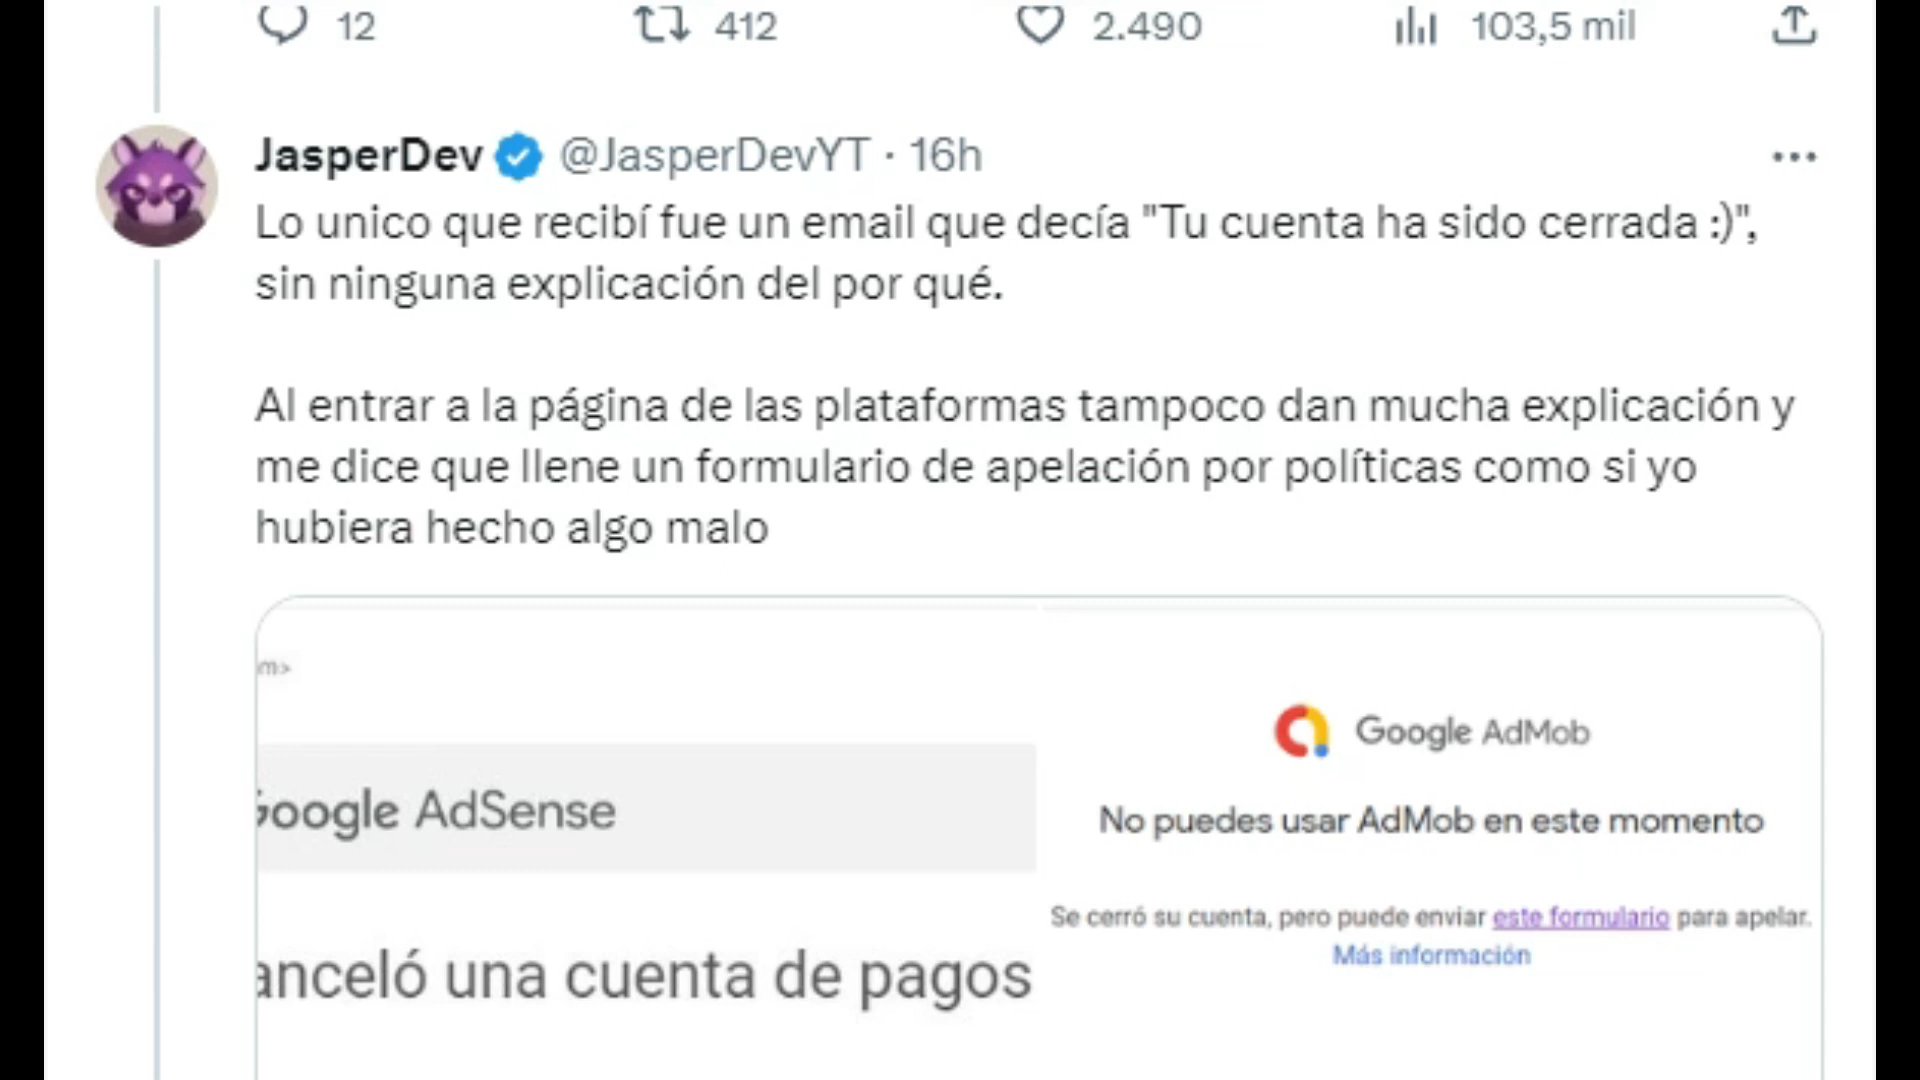 12 412 2.490 103,5 mil
JasperDev @JasperDevYT · 16h
Lo unico que recibí fue un email que decía "Tu cuenta ha sido cerrada :)",
sin ninguna explicación del por qué.
Al entrar a la página de las plataformas tampoco dan mucha explicación y
me dice que llene un formulario de apelación por políticas como si yo
hubiera hecho algo malo
m>
Google AdSense
anceló una cuenta de pagos
Google AdMob
No puedes usar AdMob en este momento
Se cerró su cuenta, pero puede enviar este formulario para apelar.
Más información